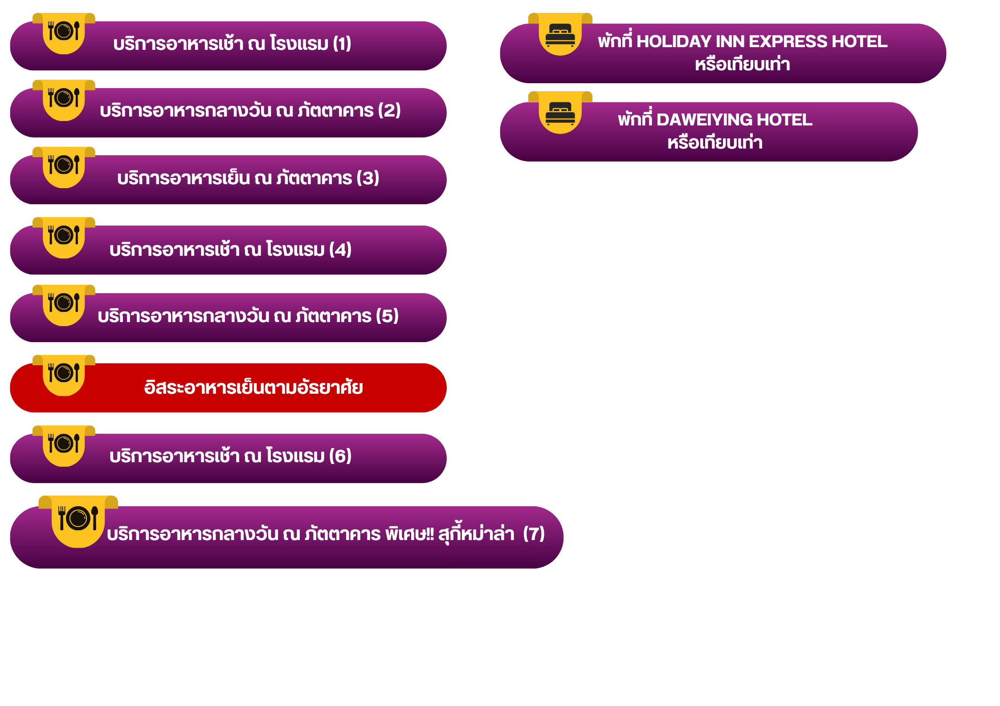 บริการอาหารเช้า ณ โรงแรม (1)
บริการอาหารกลางวัน ณ ภัตตาคาร (2)
บริการอาหารเย็น ณ ภัตตาคาร (3)
บริการอาหารเช้า ณ โรงแรม (4)
บริการอาหารกลางวัน ณ ภัตตาคาร (5)
อิสระอาหารเย็นตามอัธยาศัย
บริการอาหารเช้า ณ โรงแรม (6)
บริการอาหารกลางวัน ณ ภัตตาคาร พิเศษ!! สุกี้หม่าล่า (7)
พักที่ HOLIDAY INN EXPRESS HOTEL
หรือเทียบเท่า
พักที่ DAWEIYING HOTEL
หรือเทียบเท่า